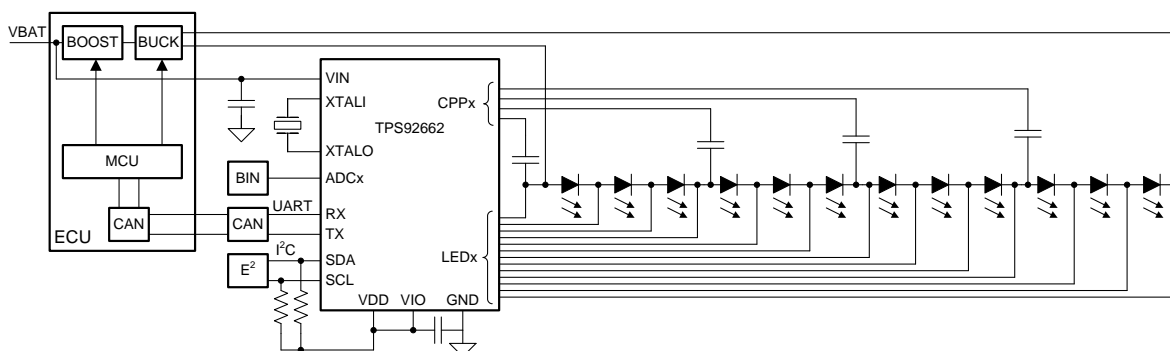 VBAT
BOOST
BUCK
MCU
CAN
ECU
CAN
UART
BIN
E²
I²C
VIN
XTALI
XTALO
ADCx
RX
TX
SDA
SCL
TPS92662
CPPx
LEDx
VDD
VIO
GND